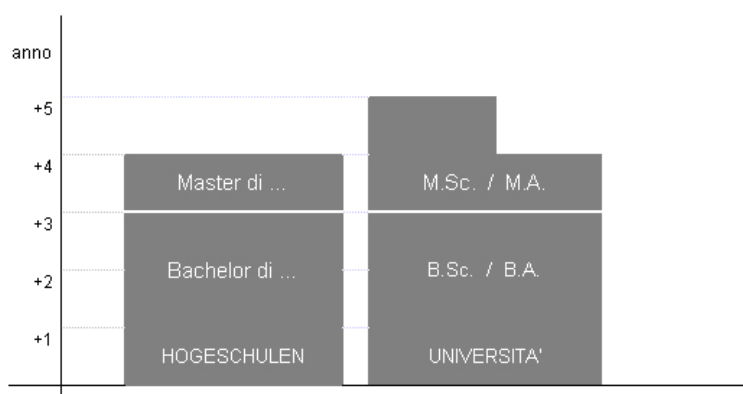 anno
+5
+4
Master di ... M.Sc. / M.A.
+3
Bachelor di ... B.Sc. / B.A.
+2
+1
HOGESCHULEN UNIVERSITA'